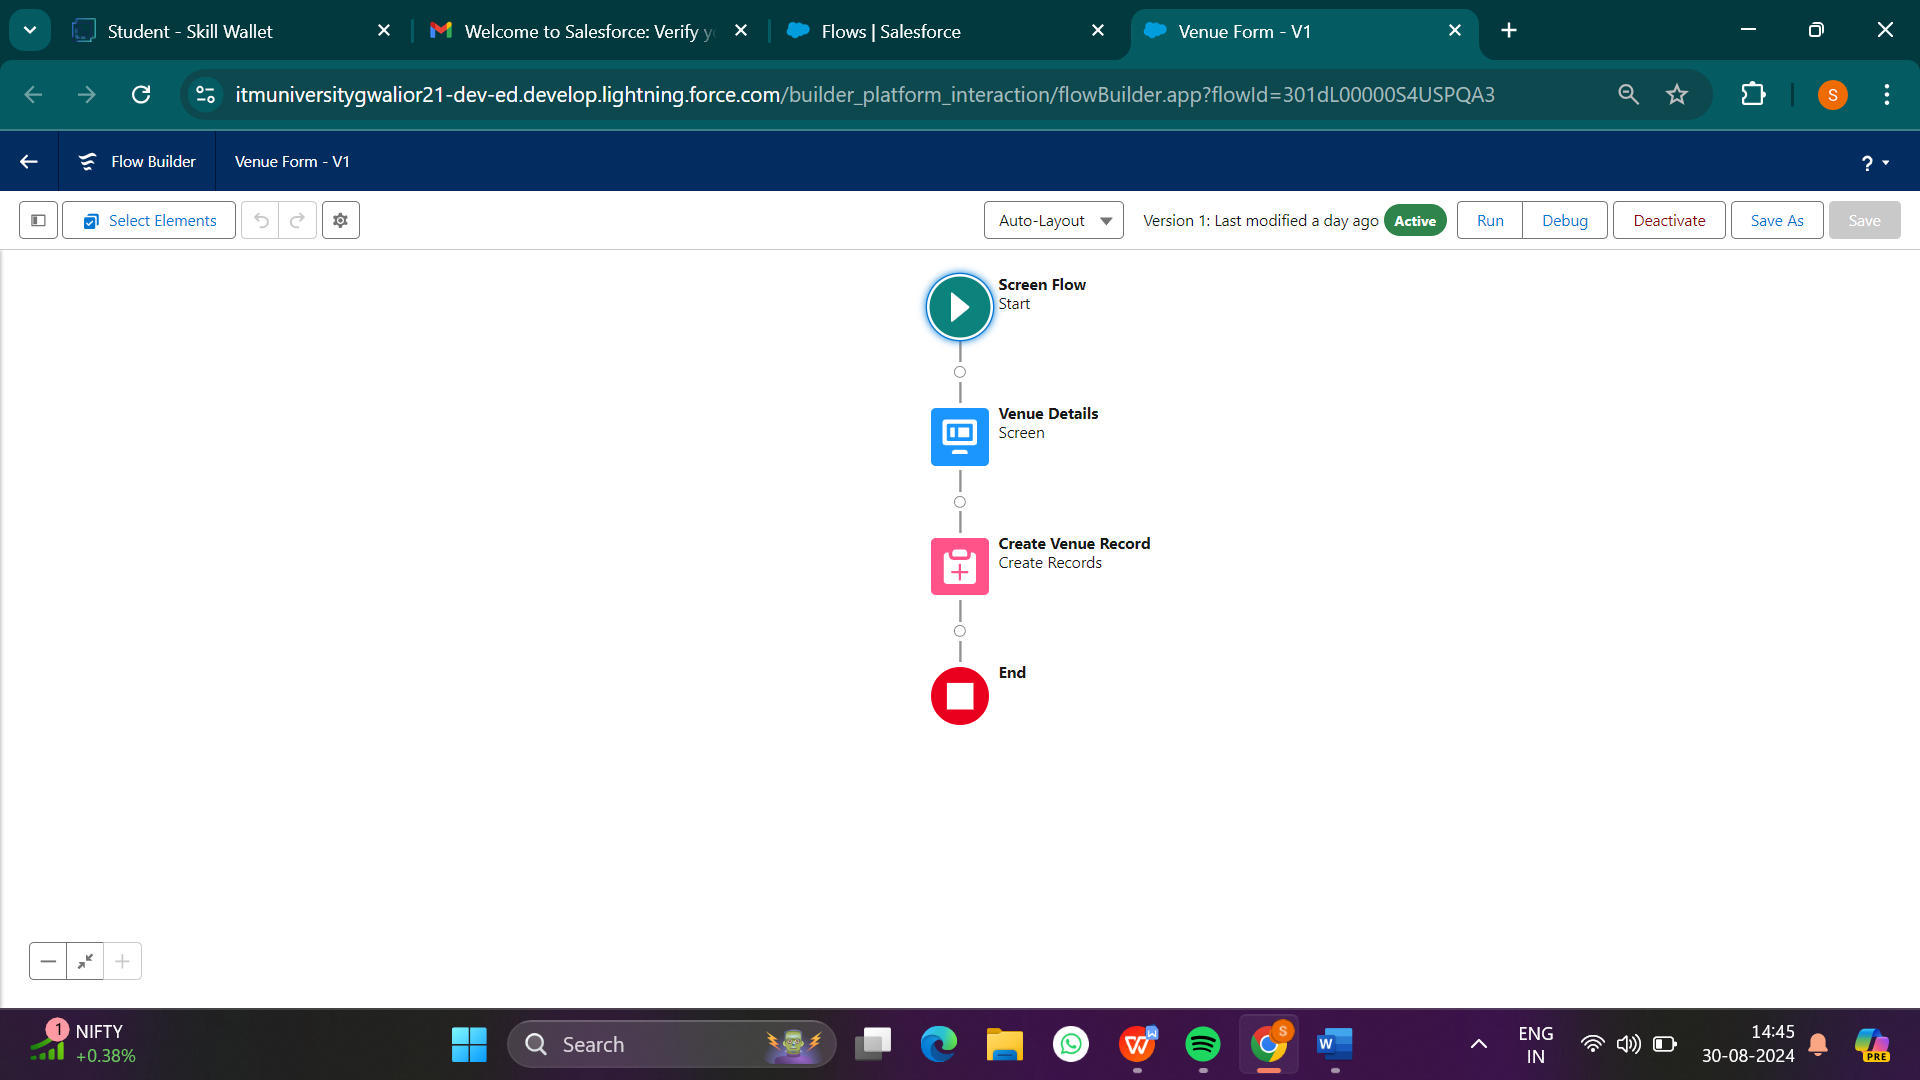 Student - Skill Wallet
Welcome to Salesforce: Verify y
Flows | Salesforce
Venue Form - V1
itmuniversitygwalior21-dev-ed.develop.lightning.force.com/builder_platform_interaction/flowBuilder.app?flowId=301dL00000S4USPQA3
S
Flow Builder
Venue Form - V1
?
Select Elements
Auto-Layout
Version 1: Last modified a day ago
Active
Run
Debug
Deactivate
Save As
Save
Screen Flow
Start
Venue Details
Screen
Create Venue Record
Create Records
End
1
NIFTY
+0.38%
Search
W
W
S
W
ENG
IN
14:45
30-08-2024
PRE